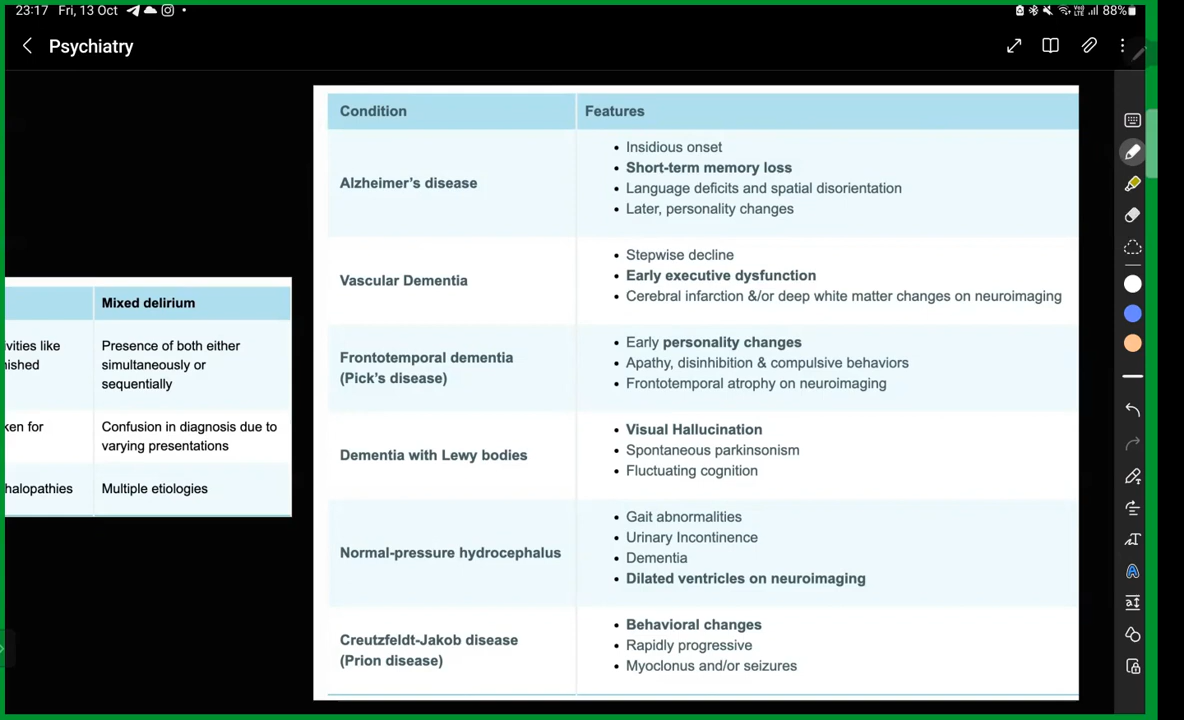 23:17 Fri, 13 Oct
88%
Psychiatry
Mixed delirium
ivities like
ished
Presence of both either
simultaneously or
sequentially
ken for
Confusion in diagnosis due to
varying presentations
halopathies
Multiple etiologies
Condition
Features
Alzheimer's disease
• Insidious onset
• Short-term memory loss
• Language deficits and spatial disorientation
• Later, personality changes
Vascular Dementia
• Stepwise decline
• Early executive dysfunction
• Cerebral infarction &/or deep white matter changes on neuroimaging
Frontotemporal dementia
(Pick's disease)
• Early personality changes
• Apathy, disinhibition & compulsive behaviors
• Frontotemporal atrophy on neuroimaging
Dementia with Lewy bodies
• Visual Hallucination
• Spontaneous parkinsonism
• Fluctuating cognition
Normal-pressure hydrocephalus
• Gait abnormalities
• Urinary Incontinence
• Dementia
• Dilated ventricles on neuroimaging
Creutzfeldt-Jakob disease
(Prion disease)
• Behavioral changes
• Rapidly progressive
• Myoclonus and/or seizures